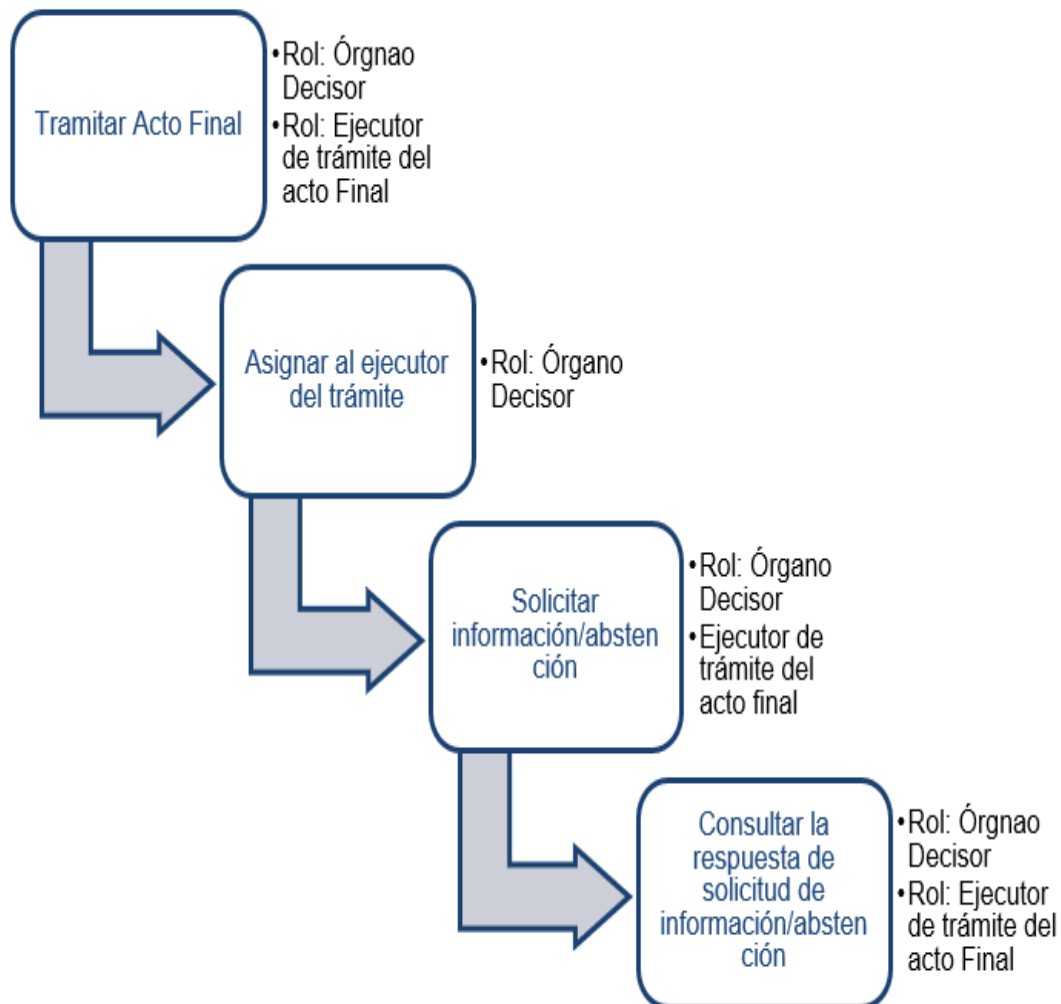 Tramitar Acto Final
•Rol: Órgnao
Decisor
•Rol: Ejecutor
de trámite del
acto Final
Asignar al ejecutor
del trámite
•Rol: Órgano
Decisor
Solicitar
información/absten
ción
•Rol: Órgano
Decisor
•Ejecutor de
trámite del
acto final
Consultar la
respuesta de
solicitud de
información/absten
ción
•Rol: Órgnao
Decisor
•Rol: Ejecutor
de trámite del
acto Final